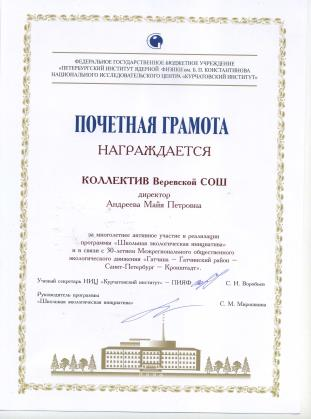 ФЕДЕРАЛЬНОЕ ГОСУДАРСТВЕННОЕ БЮДЖЕТНОЕ УЧРЕЖДЕНИЕ
«ПЕТЕРБУРГСКИЙ ИНСТИТУТ ЯДЕРНОЙ ФИЗИКИ им. Б. П. КОНСТАНТИНОВА
НАЦИОНАЛЬНОГО ИССЛЕДОВАТЕЛЬСКОГО ЦЕНТРА «КУРЧАТОВСКИЙ ИНСТИТУТ»
ПОЧЕТНАЯ ГРАМОТА
НАГРАЖДАЕТСЯ
КОЛЛЕКТИВ Веревской СОШ
директор
Андреева Майя Петровна
за многолетнее активное участие в реализации
программы «Школьная экологическая инициатива»
и в связи с 30-летием Межрегионального общественного
экологического движения «Гатчина – Гатчинский район –
Санкт-Петербург – Кронштадт».
Ученый секретарь НИЦ «Курчатовский институт» – ПИЯФ С. И. Воробьев
Руководитель программы
«Школьная экологическая инициатива» С. М. Мирошкина